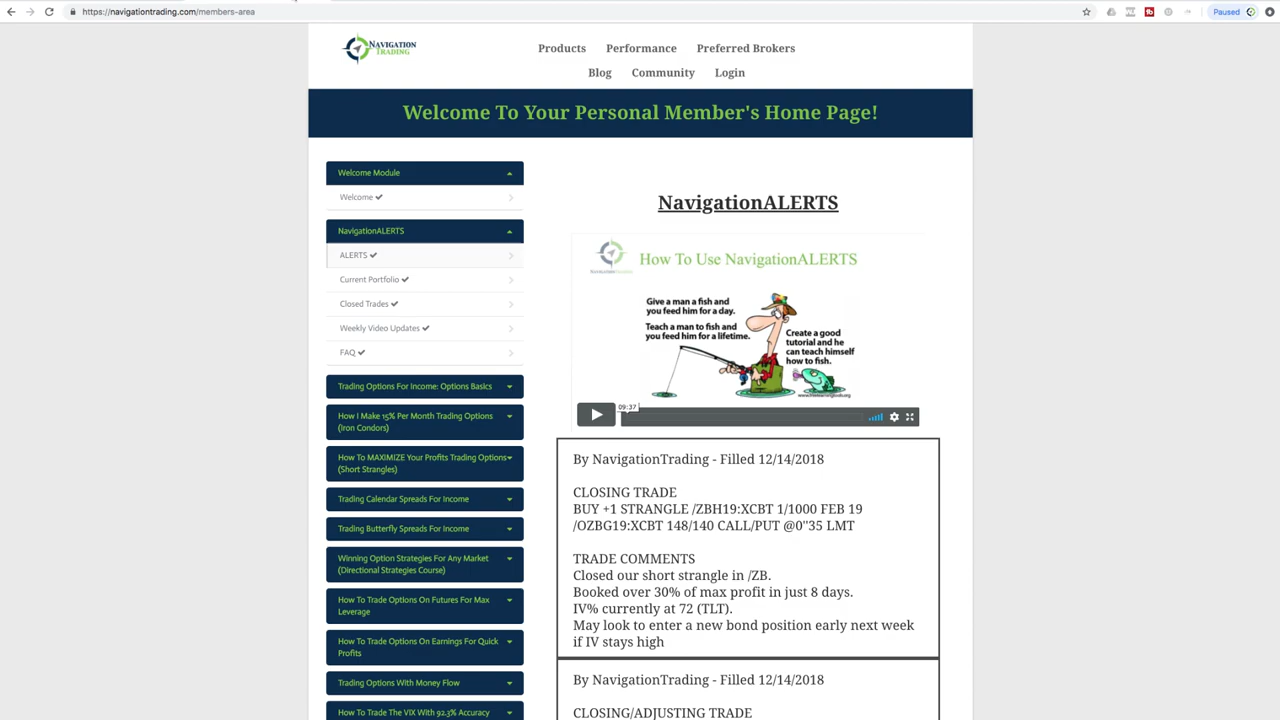 https://navigationtrading.com/members-area
Paused
NAVIGATION
TRADING
Products Performance Preferred Brokers
Blog Community Login
Welcome To Your Personal Member's Home Page!
Welcome Module
Welcome
NavigationALERTS
ALERTS
Current Portfolio
Closed Trades
Weekly Video Updates
FAQ
Trading Options For Income: Options Basics
How I Make 15% Per Month Trading Options
(Iron Condors)
How To MAXIMIZE Your Profits Trading Options
(Short Strangles)
Trading Calendar Spreads For Income
Trading Butterfly Spreads For Income
Winning Option Strategies For Any Market
(Directional Strategies Course)
How To Trade Options On Futures For Max
Leverage
How To Trade Options On Earnings For Quick
Profits
Trading Options With Money Flow
How To Trade The VIX With 92.3% Accuracy
NavigationALERTS
How To Use NavigationALERTS
Give a man a fish and
you feed him for a day.
Teach a man to fish and
you feed him for a lifetime.
Create a good
tutorial and he
can teach himself
how to fish.
09:37
By NavigationTrading - Filled 12/14/2018
CLOSING TRADE
BUY +1 STRANGLE /ZBH19:XCBT 1/1000 FEB 19
/OZBG19:XCBT 148/140 CALL/PUT @0"35 LMT
TRADE COMMENTS
Closed our short strangle in /ZB.
Booked over 30% of max profit in just 8 days.
IV% currently at 72 (TLT).
May look to enter a new bond position early next week
if IV stays high
By NavigationTrading - Filled 12/14/2018
CLOSING/ADJUSTING TRADE